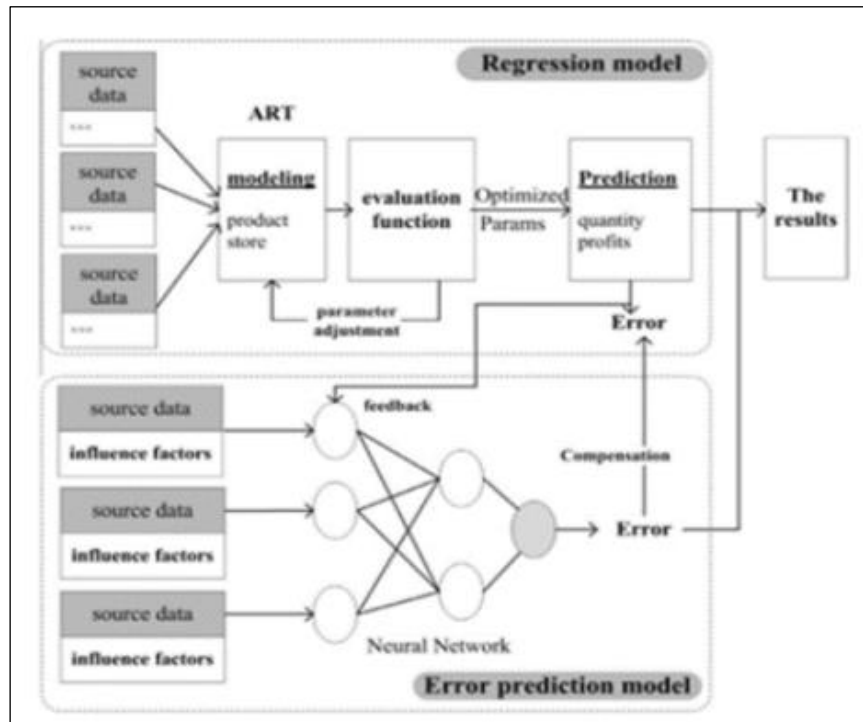 Regression model
source
data
---
source data
---
source
data
---
ART
modeling
product
store
evaluation
function
Optimized
Params
Prediction
quantity
profits
The
results
parameter
adjustment
Error
feedback
source data
influence factors
source data
influence factors
source data
influence factors
Compensation
Error
Neural Network
Error prediction model